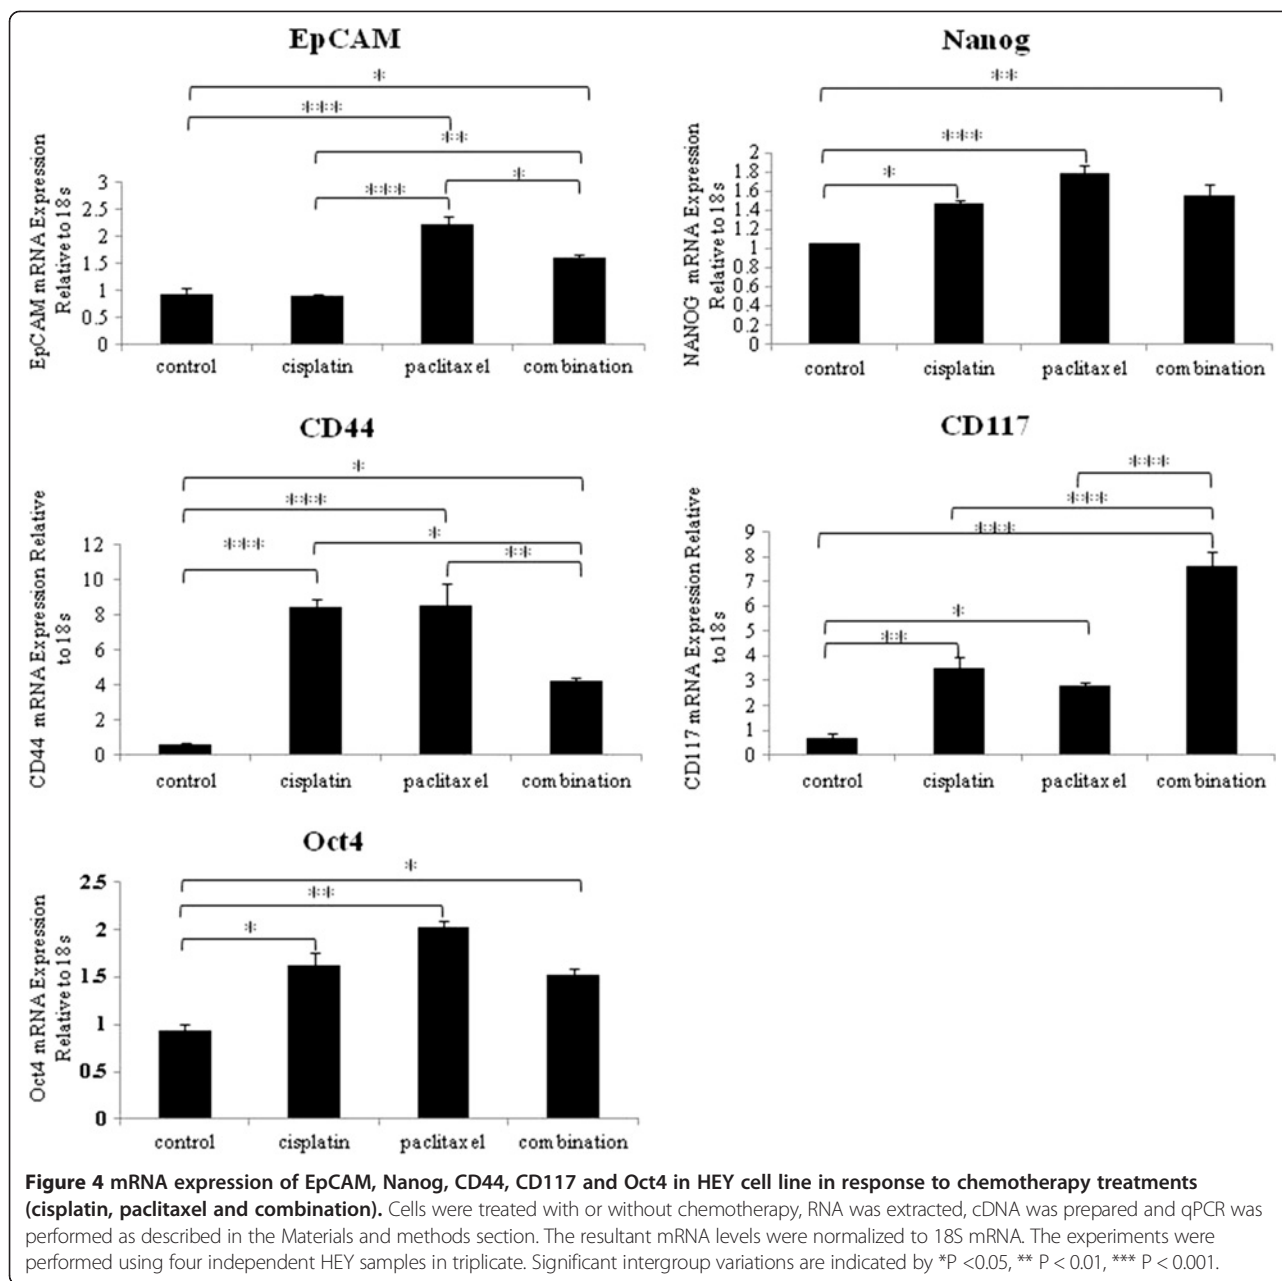 EpCAM
*
***
**
***
*
EpCAM mRNA Expression
Relative to 18s
3
2.5
2
1.5
1
0.5
0
control cisplatin paclitaxel combination
Nanog
**
***
*
NANOG mRNA Expression
Relative to 18s
2
1.8
1.6
1.4
1.2
1
0.8
0.6
0.4
0.2
0
control cisplatin paclitaxel combination
CD44
*
***
***
*
**
CD44 mRNA Expression Relative
to 18s
12
10
8
6
4
2
0
control cisplatin paclitaxel combination
CD117
***
***
***
*
**
CD117 mRNA Expression Relative
to 18s
9
8
7
6
5
4
3
2
1
0
control cisplatin paclitaxel combination
Oct4
*
**
*
Oct4 mRNA Expression
Relative to 18s
2.5
2
1.5
1
0.5
0
control cisplatin paclitaxel combination
Figure 4 mRNA expression of EpCAM, Nanog, CD44, CD117 and Oct4 in HEY cell line in response to chemotherapy treatments
(cisplatin, paclitaxel and combination). Cells were treated with or without chemotherapy, RNA was extracted, cDNA was prepared and qPCR was
performed as described in the Materials and methods section. The resultant mRNA levels were normalized to 18S mRNA. The experiments were
performed using four independent HEY samples in triplicate. Significant intergroup variations are indicated by *P <0.05, ** P < 0.01, *** P < 0.001.